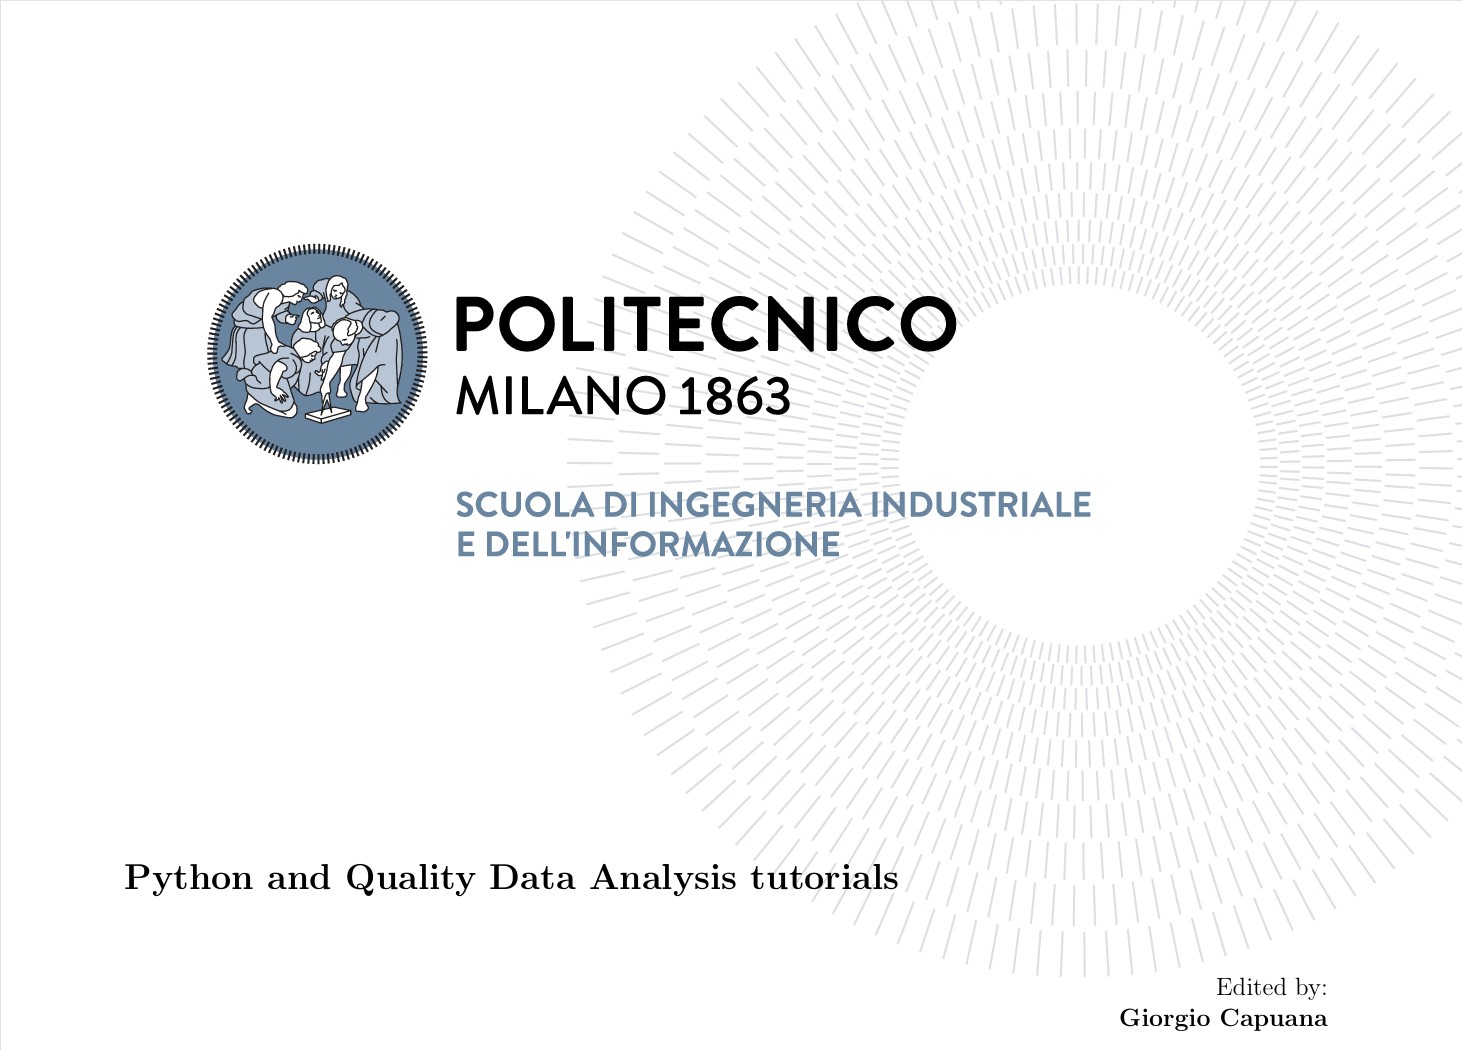 POLITECNICO
MILANO 1863
SCUOLA DI INGEGNERIA INDUSTRIALE
E DELL'INFORMAZIONE
Python and Quality Data Analysis tutorials
Edited by:
Giorgio Capuana